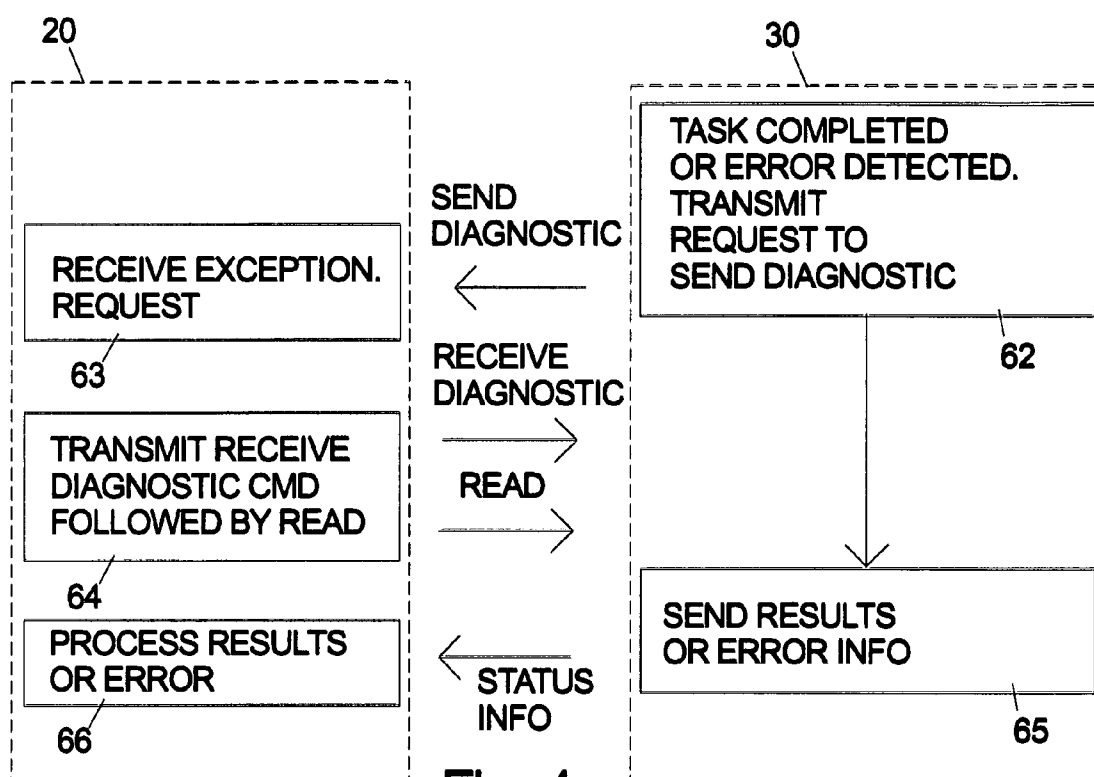 20
30
TASK COMPLETED
OR ERROR DETECTED.
TRANSMIT
REQUEST TO
SEND DIAGNOSTIC
62
SEND
DIAGNOSTIC
RECEIVE EXCEPTION.
REQUEST
63
RECEIVE
DIAGNOSTIC
READ
TRANSMIT RECEIVE
DIAGNOSTIC CMD
FOLLOWED BY READ
64
SEND RESULTS
OR ERROR INFO
65
PROCESS RESULTS
OR ERROR
66
STATUS
INFO